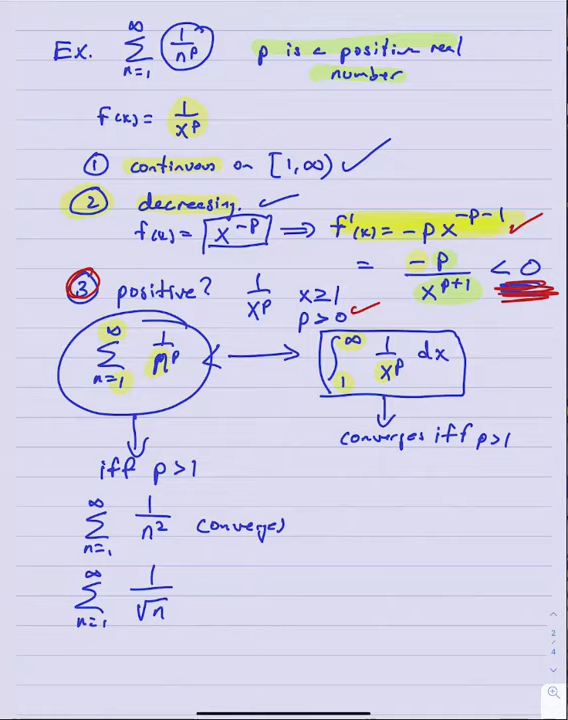 Ex. ∑_{n=1}^{∞} 1/n^p p is a positive real number
f(x) = 1/x^p
① continuous on [1,∞) ✓
② decreasing. ✓
f(x) = x^{-p} ⟹ f'(x) = -p x^{-p-1} ✓
= -p/x^{p+1} < 0
③ positive? 1/x^p x≥1
p>0 ✓
∑_{n=1}^{∞} 1/n^p ⟷ ∫_1^∞ 1/x^p dx
converges iff p>1
iff p>1
∑_{n=1}^{∞} 1/n^2 converges
∑_{n=1}^{∞} 1/√n
2
/
4